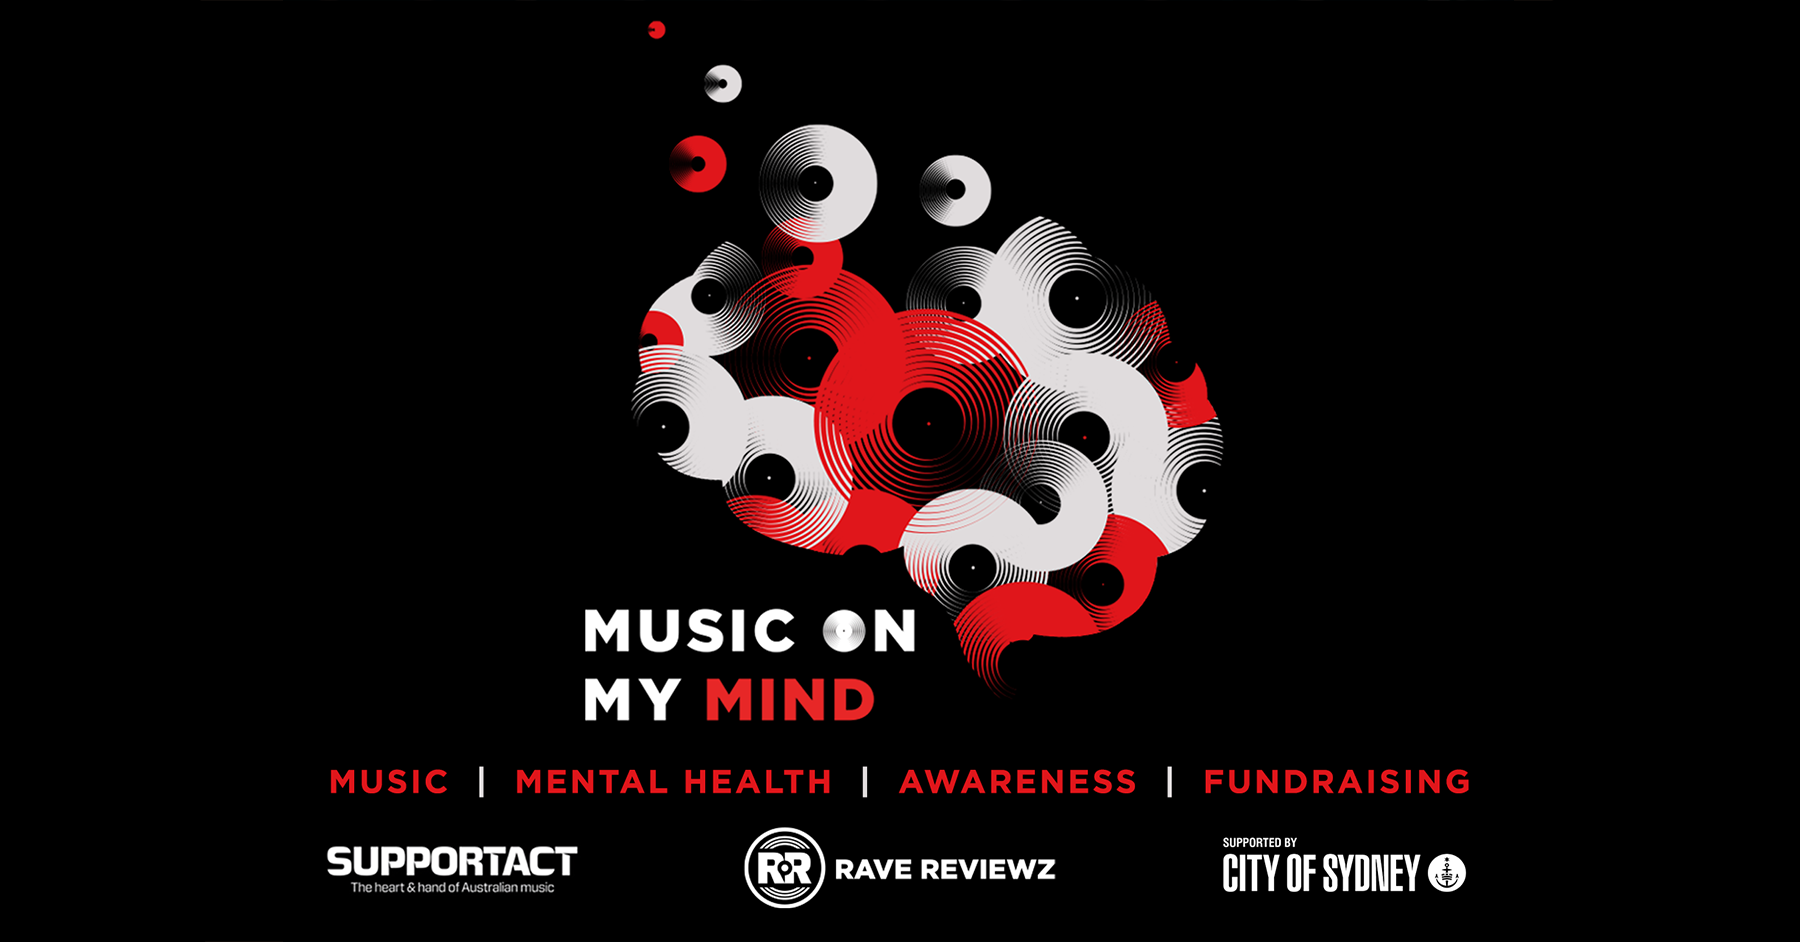 MUSIC ON
MY MIND
MUSIC | MENTAL HEALTH | AWARENESS | FUNDRAISING
SUPPORTACT
The heart & hand of Australian music
RR RAVE REVIEWZ
SUPPORTED BY
CITY OF SYDNEY